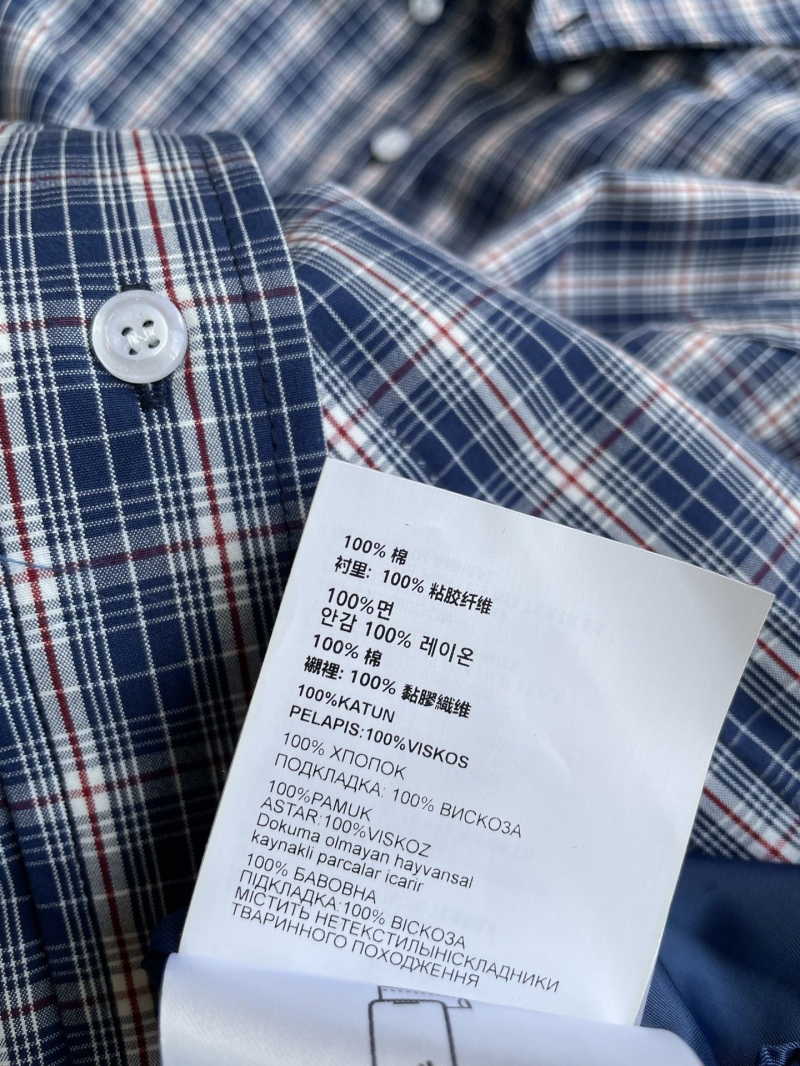 100% 棉
衬里: 100% 粘胶纤维
100%면
안감 100% 레이온
100% 棉
襯裡: 100% 黏膠纖維
100%KATUN
PELAPIS:100%VISKOS
100% ХПОПОК
ПОДКЛАДКА: 100% ВИСКОЗА
100%PAMUK
ASTAR:100%VISKOZ
Dokuma olmayan hayvansal
kaynakli parcalar icarir
100% БАВОВНА
ПІДКЛАДКА:100% ВІСКОЗА
МІСТИТЬ НЕТЕКСТИЛЬНІСКЛАДНИКИ
ТВАРИННОГО ПОХОДЖЕННЯ